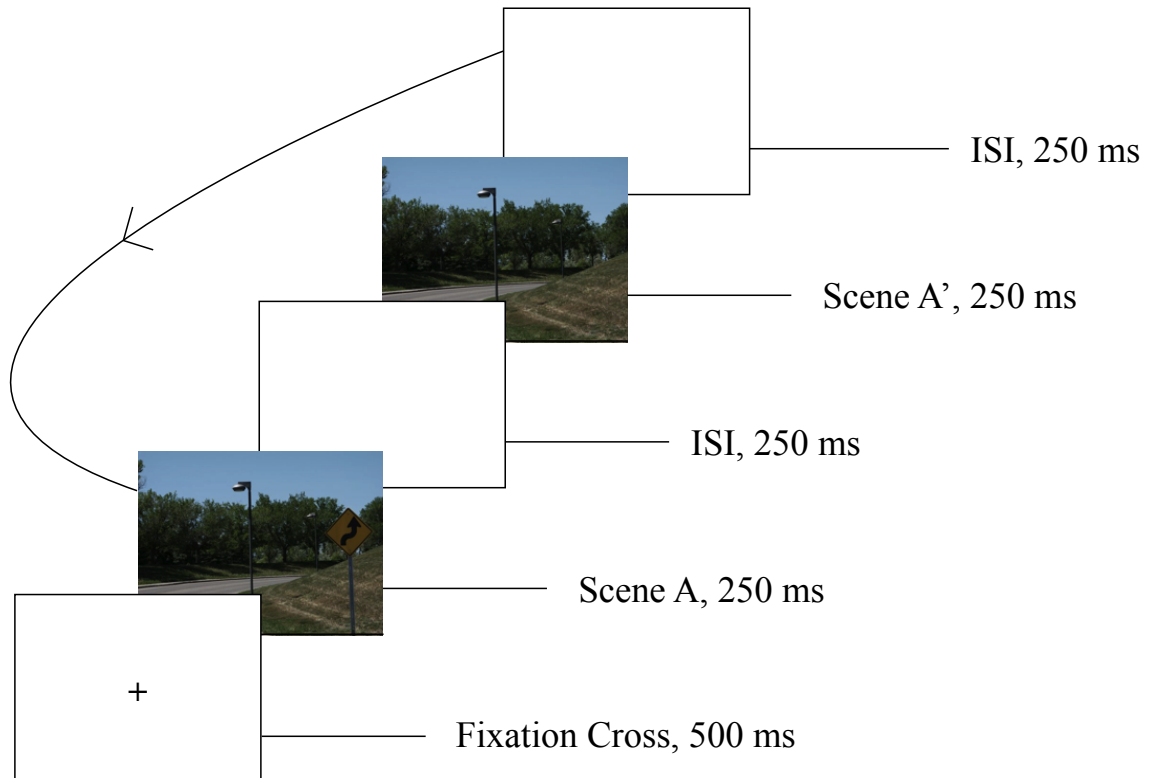 ISI, 250 ms
Scene A’, 250 ms
ISI, 250 ms
Scene A, 250 ms
+
Fixation Cross, 500 ms